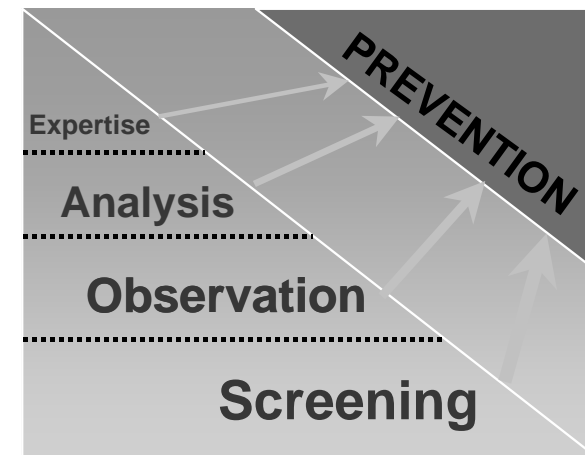 PREVENTION
Expertise
Analysis
Observation
Screening